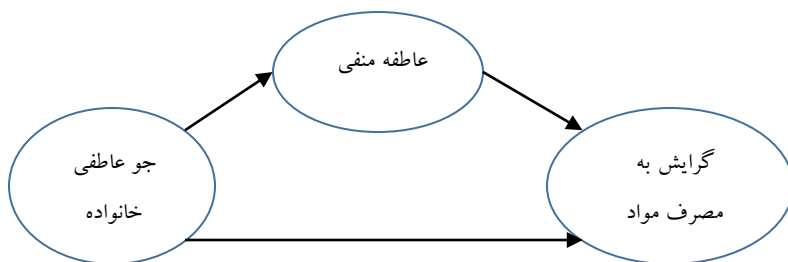 عاطفه منفی
جو عاطفی
خانواده
گرایش به
مصرف مواد